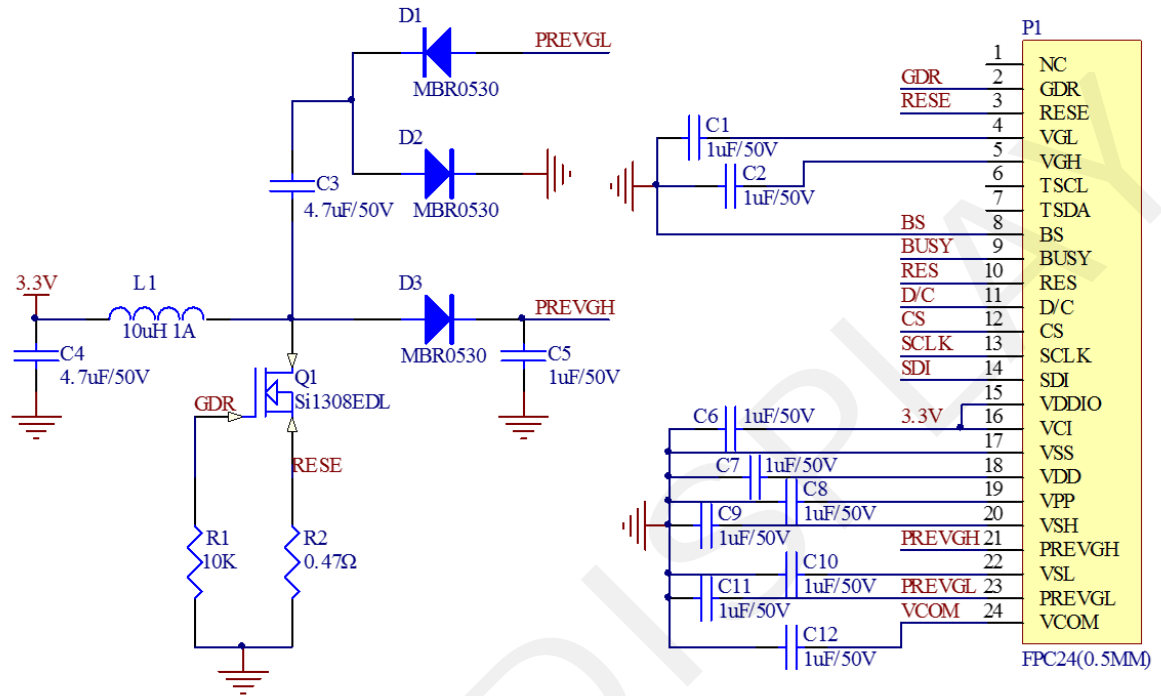 D1
PREVGL
MBR0530
D2
MBR0530
C3
4.7uF/50V
3.3V
L1
10uH 1A
D3
MBR0530
PREVGH
C4
4.7uF/50V
C5
1uF/50V
Q1
Si1308EDL
GDR
RESE
R1
10K
R2
0.47Ω
P1
1 NC
GDR 2 GDR
RESE 3 RESE
C1
1uF/50V
4 VGL
C2
1uF/50V
5 VGH
6 TSCL
7 TSDA
BS 8 BS
BUSY 9 BUSY
RES 10 RES
D/C 11 D/C
CS 12 CS
SCLK 13 SCLK
SDI 14 SDI
15 VDDIO
C6 1uF/50V
3.3V 16 VCI
17 VSS
C7 1uF/50V
18 VDD
C8
1uF/50V
19 VPP
C9
1uF/50V
20 VSH
PREVGH 21 PREVGH
C10
1uF/50V
22 VSL
C11
1uF/50V
PREVGL 23 PREVGL
VCOM 24 VCOM
C12
1uF/50V
FPC24(0.5MM)
DISPLAY